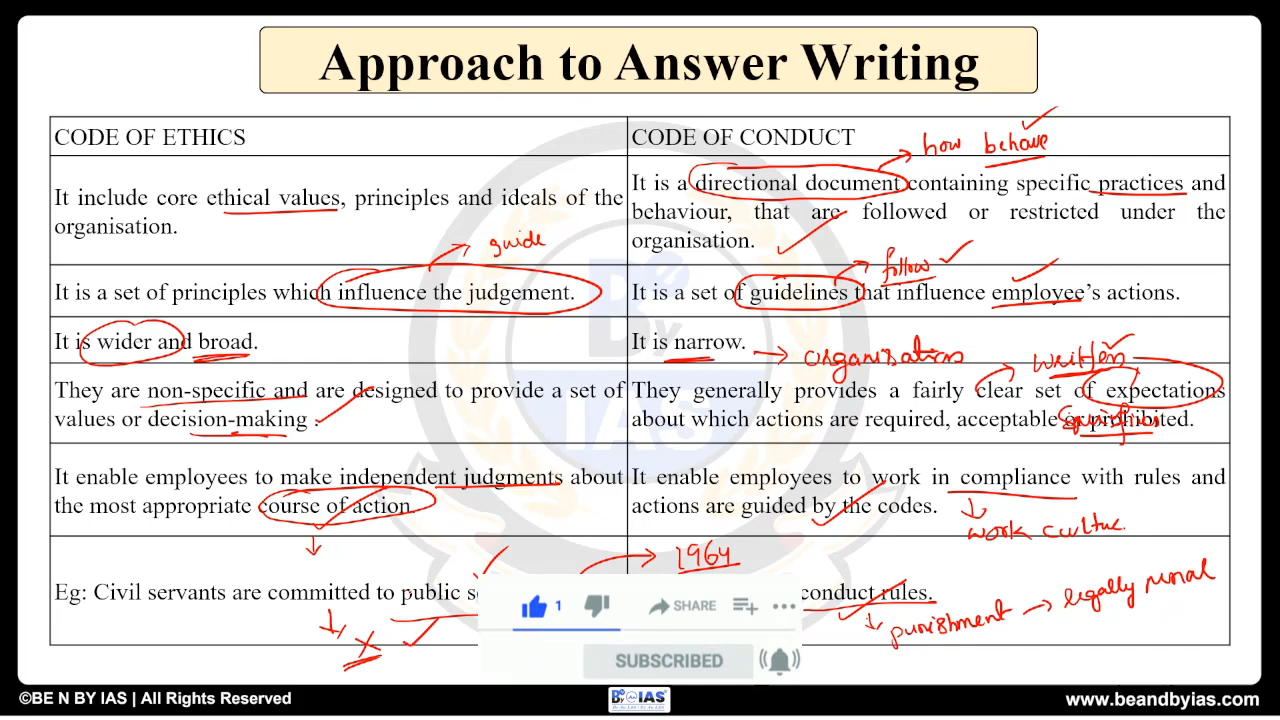 Approach to Answer Writing
CODE OF ETHICS
CODE OF CONDUCT
how behave
It include core ethical values, principles and ideals of the
organisation.
It is a directional document containing specific practices and
behaviour, that are followed or restricted under the
organisation.
guide
follow
It is a set of principles which influence the judgement.
It is a set of guidelines that influence employee's actions.
It is wider and broad.
It is narrow.
organisation
written
They are non-specific and are designed to provide a set of
values or decision-making .
They generally provides a fairly clear set of expectations
about which actions are required, acceptable or prohibited.
It enable employees to make independent judgments about
the most appropriate course of action.
It enable employees to work in compliance with rules and
actions are guided by the codes.
work culture
1964
Eg: Civil servants are committed to public
conduct rules.
punishment
legally
X
1
SHARE
SUBSCRIBED
By
IAS
©BE N BY IAS | All Rights Reserved
By IAS
www.beandbyias.com